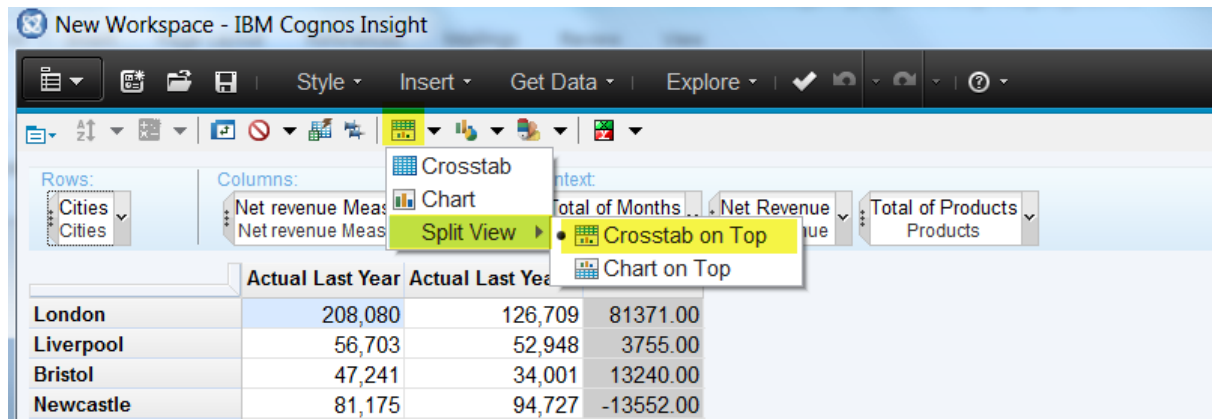 New Workspace - IBM Cognos Insight
Style Insert Get Data Explore
Crosstab
Chart
Split View
Crosstab on Top
Chart on Top
Rows: Columns: ntext:
Cities Net revenue Meas Total of Months Net Revenue Total of Products
Cities Net revenue Meas ue Products
Actual Last Year Actual Last Yea
London 208,080 126,709 81371.00
Liverpool 56,703 52,948 3755.00
Bristol 47,241 34,001 13240.00
Newcastle 81,175 94,727 -13552.00